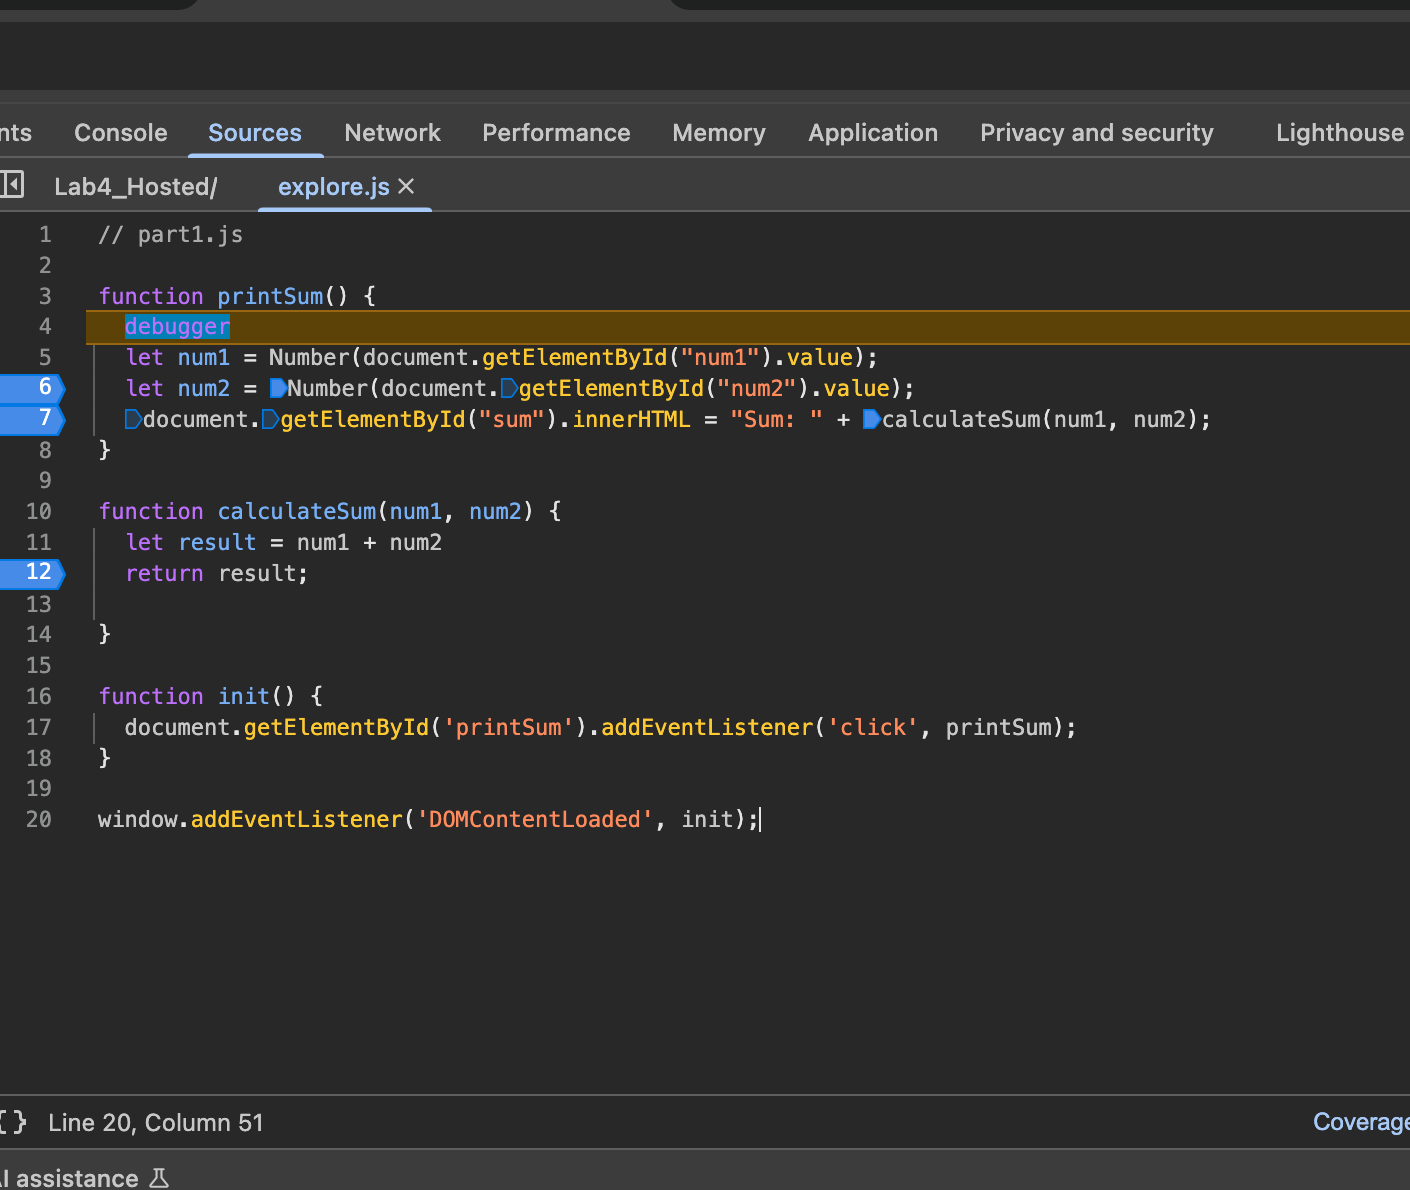 nts Console Sources Network Performance Memory Application Privacy and security Lighthouse
Lab4_Hosted/ explore.js
1 // part1.js
2
3 function printSum() {
4 debugger
5 let num1 = Number(document.getElementById("num1").value);
6 let num2 = Number(document.getElementById("num2").value);
7 document.getElementById("sum").innerHTML = "Sum: " + calculateSum(num1, num2);
8 }
9
10 function calculateSum(num1, num2) {
11 let result = num1 + num2
12 return result;
13
14 }
15
16 function init() {
17 document.getElementById('printSum').addEventListener('click', printSum);
18 }
19
20 window.addEventListener('DOMContentLoaded', init);
{} Line 20, Column 51 Coverage
AI assistance